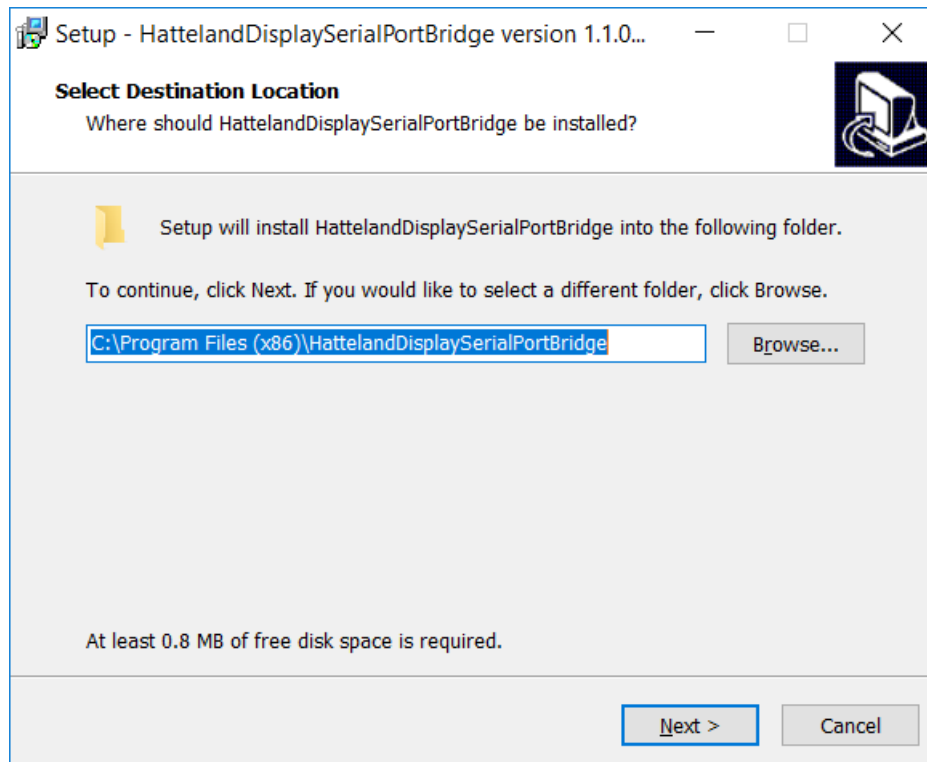 Setup - HattelandDisplaySerialPortBridge version 1.1.0...
Select Destination Location
Where should HattelandDisplaySerialPortBridge be installed?
Setup will install HattelandDisplaySerialPortBridge into the following folder.
To continue, click Next. If you would like to select a different folder, click Browse.
C:\Program Files (x86)\HattelandDisplaySerialPortBridge
Browse...
At least 0.8 MB of free disk space is required.
Next >
Cancel